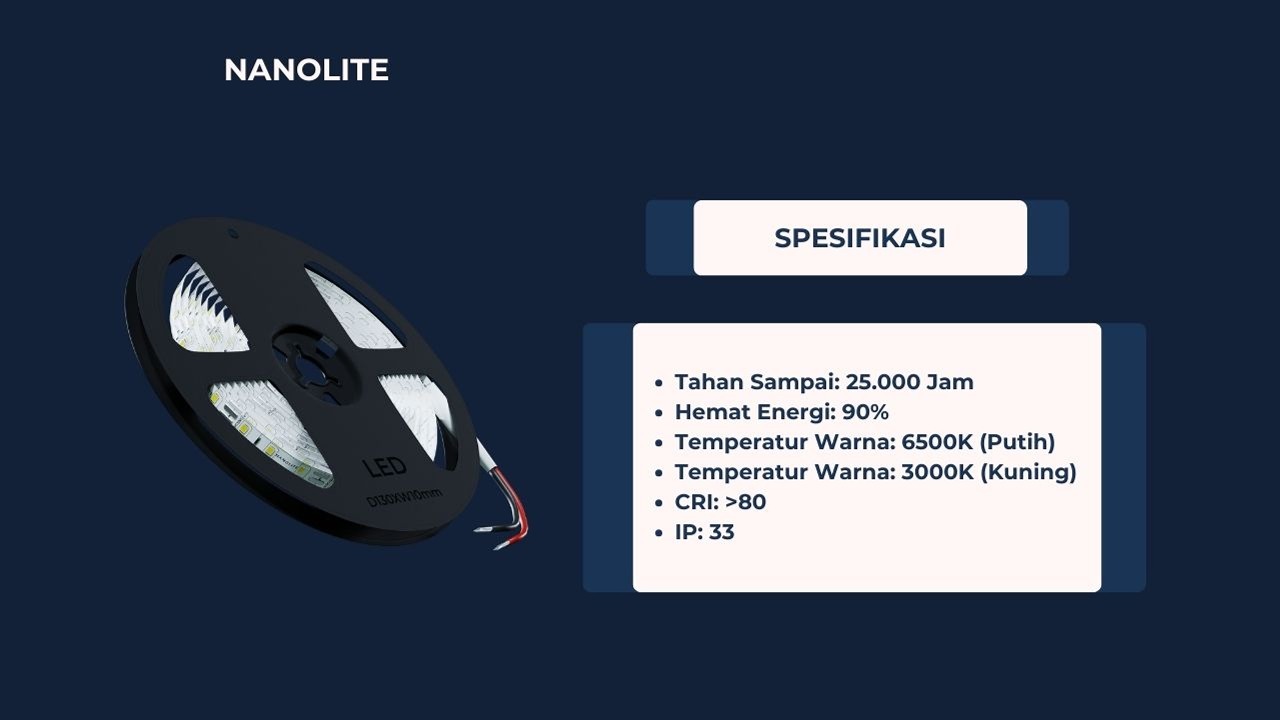 NANOLITE
SPESIFIKASI
• Tahan Sampai: 25.000 Jam
• Hemat Energi: 90%
• Temperatur Warna: 6500K (Putih)
• Temperatur Warna: 3000K (Kuning)
• CRI: >80
• IP: 33
LED
D130XW10mm